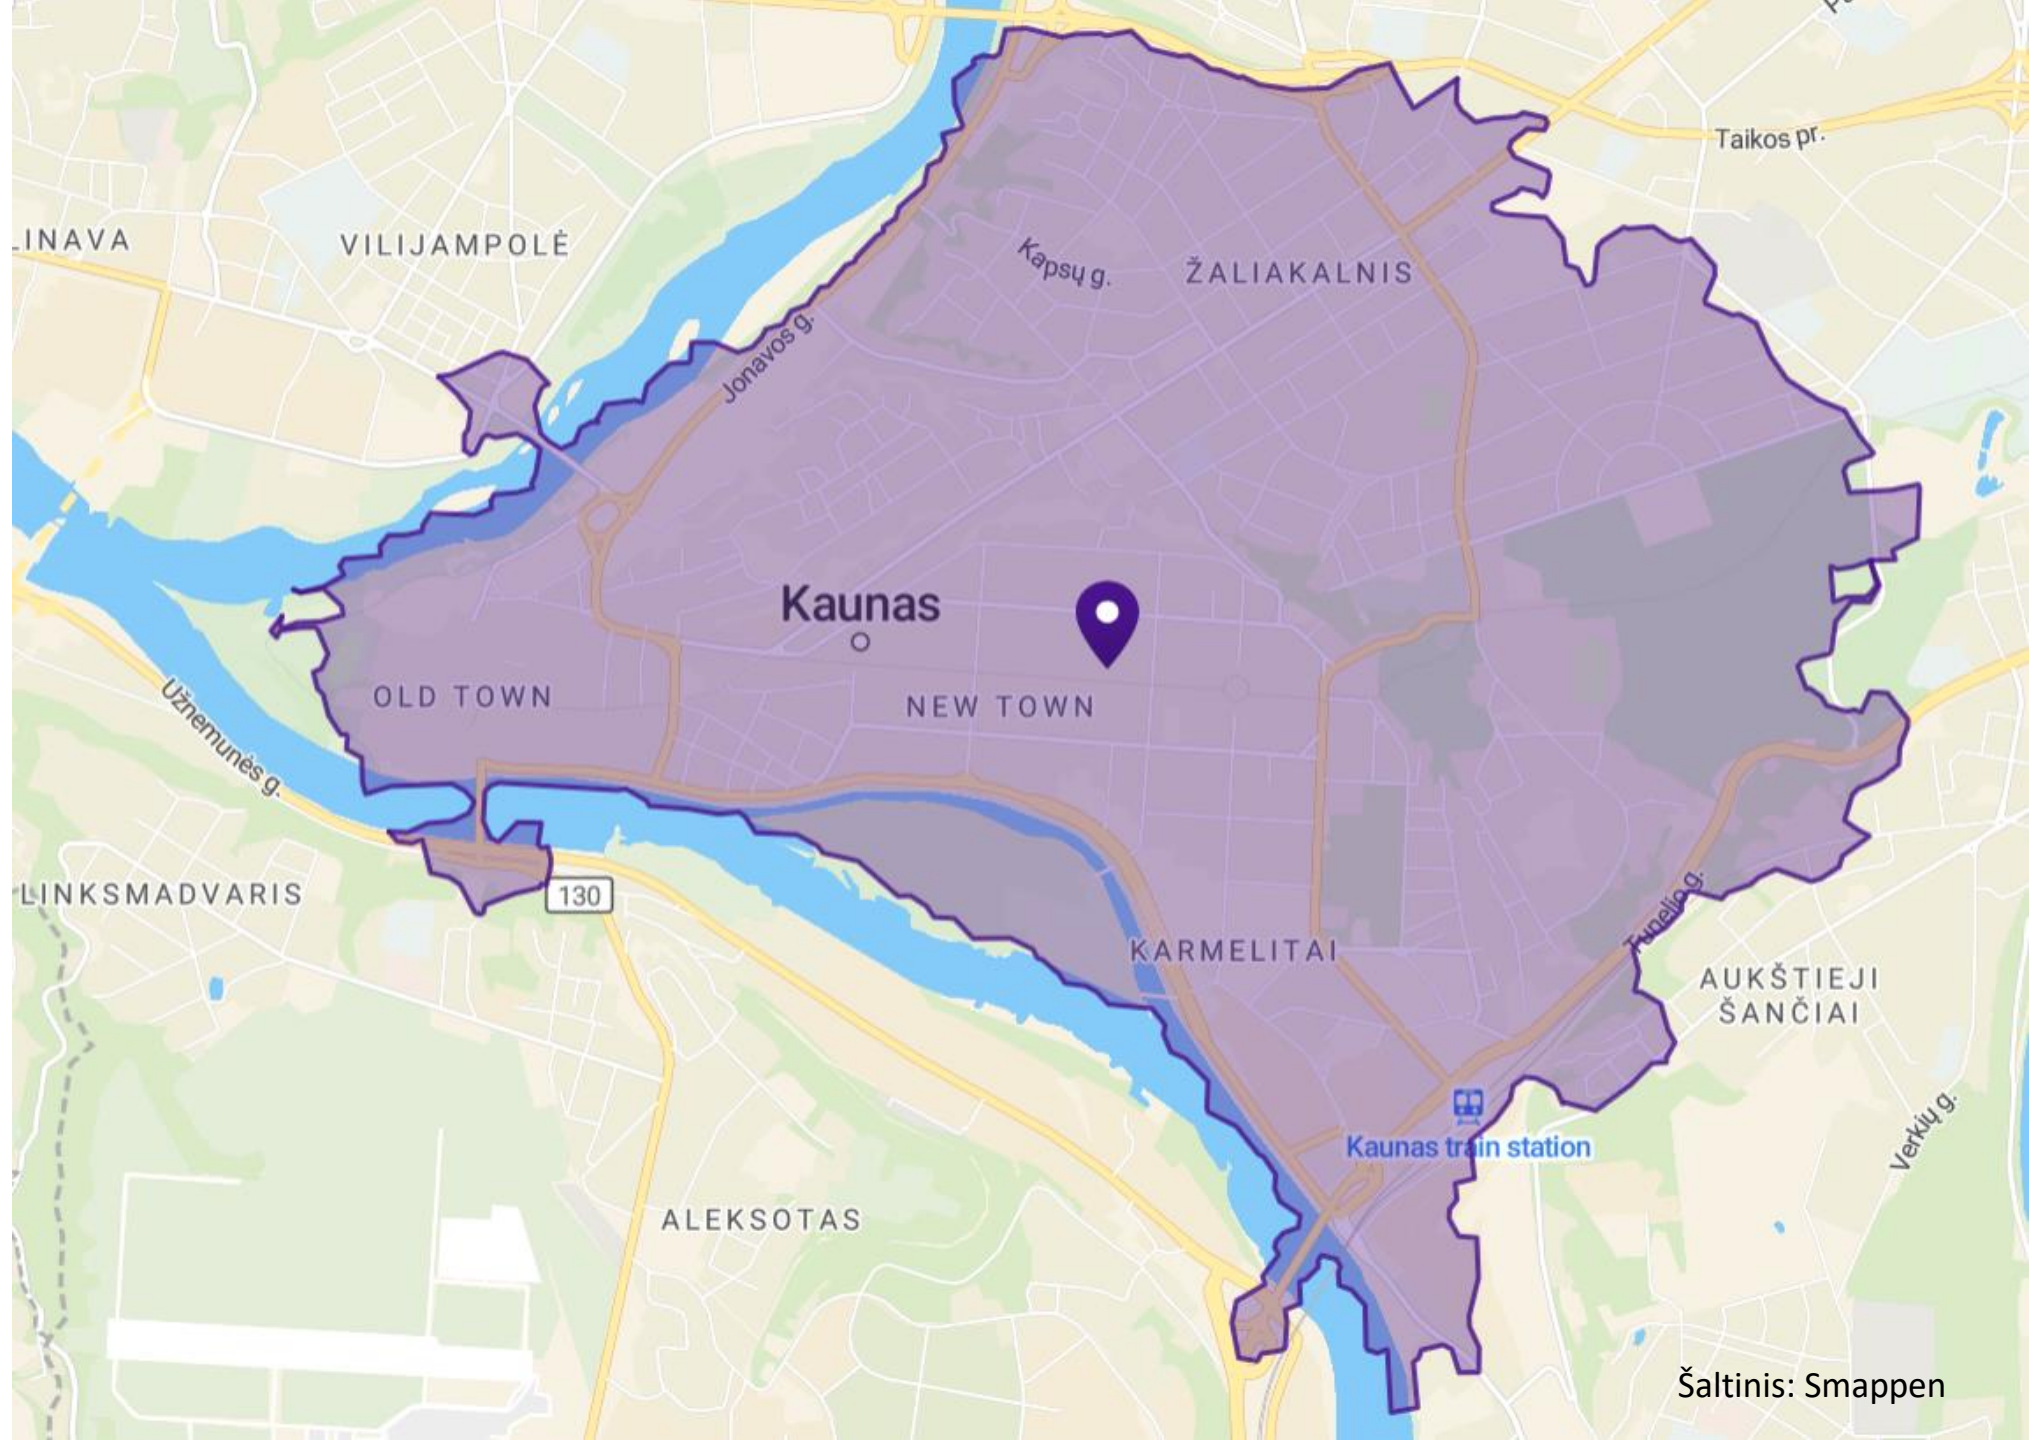 Taikos pr.
LINAVA
VILIJAMPOLĖ
Kapsų g.
ŽALIAKALNIS
Jonavos g.
Kaunas
OLD TOWN
NEW TOWN
Užnemunės g.
LINKSMADVARIS
130
Tunelio g.
KARMELITAI
AUKŠTIEJI
ŠANČIAI
Kaunas train station
Verkių g.
ALEKSOTAS
Šaltinis: Smappen